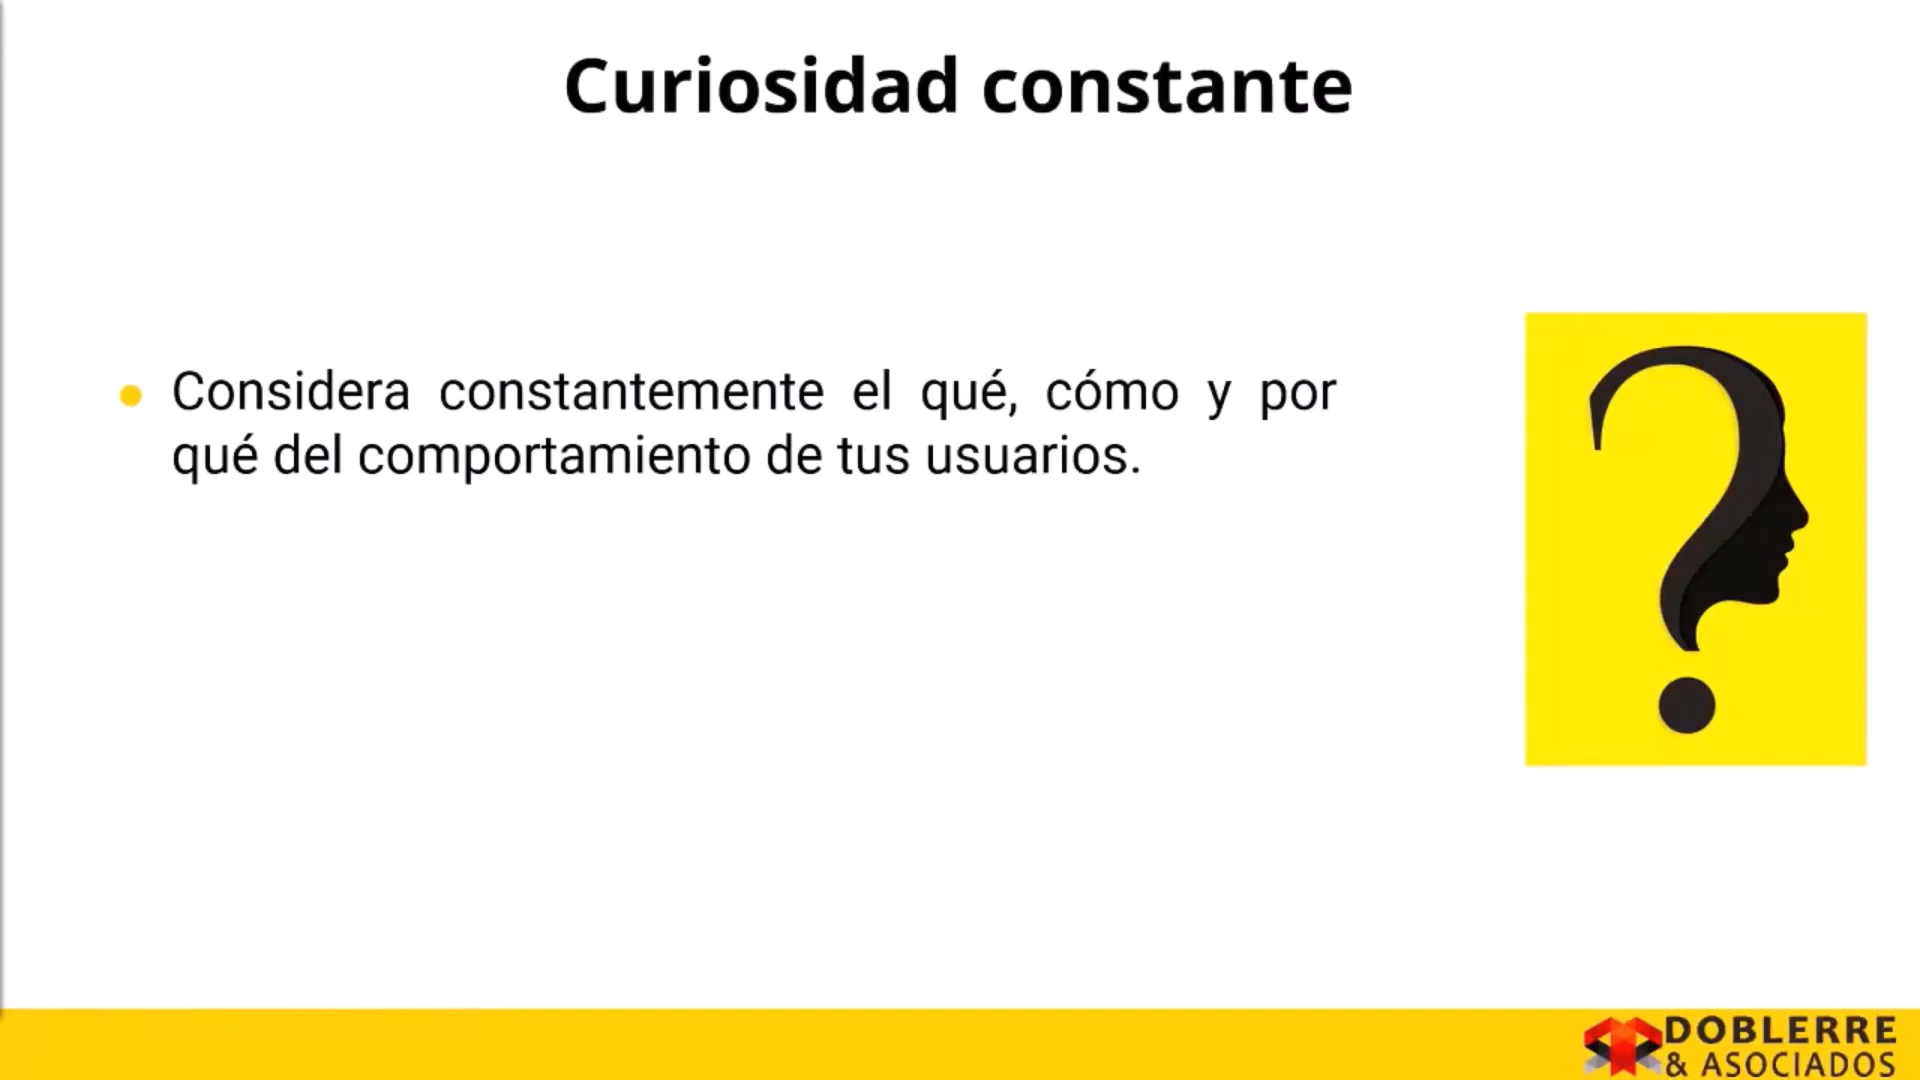 Curiosidad constante
Considera constantemente el qué, cómo y por
qué del comportamiento de tus usuarios.
DOBLERRE
& ASOCIADOS